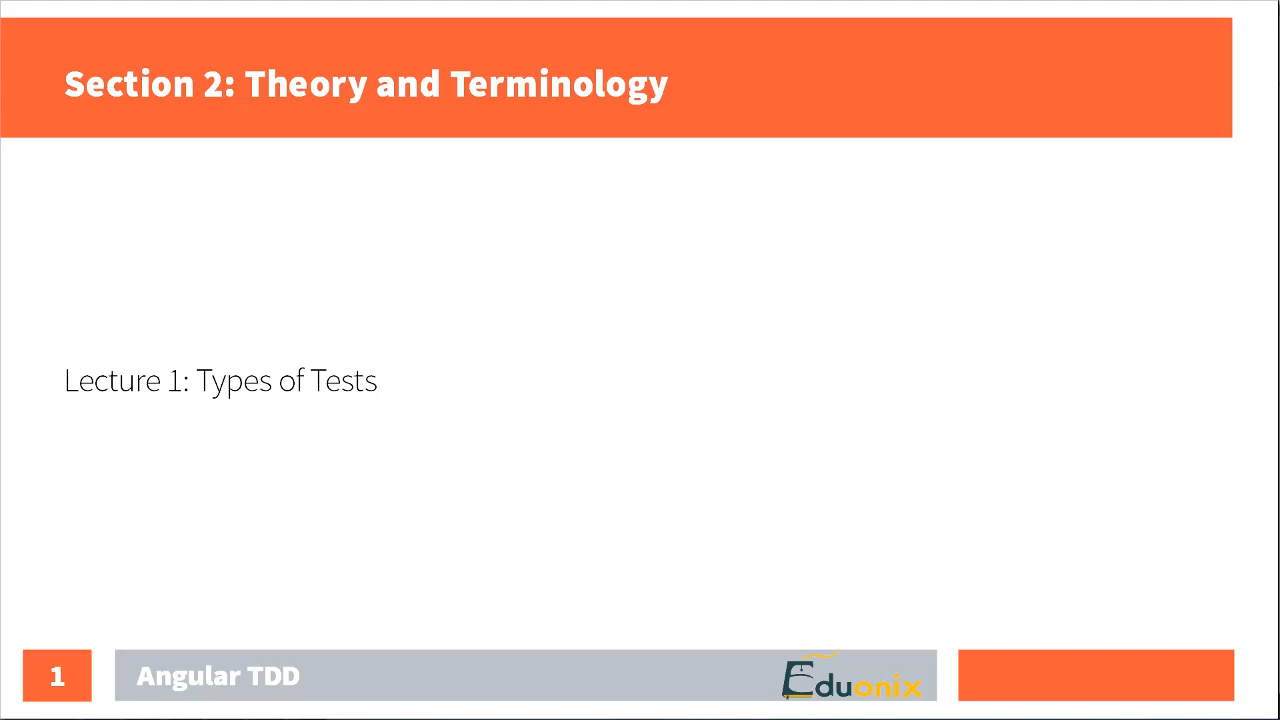 Section 2: Theory and Terminology
Lecture 1: Types of Tests
1
Angular TDD
Eduonix